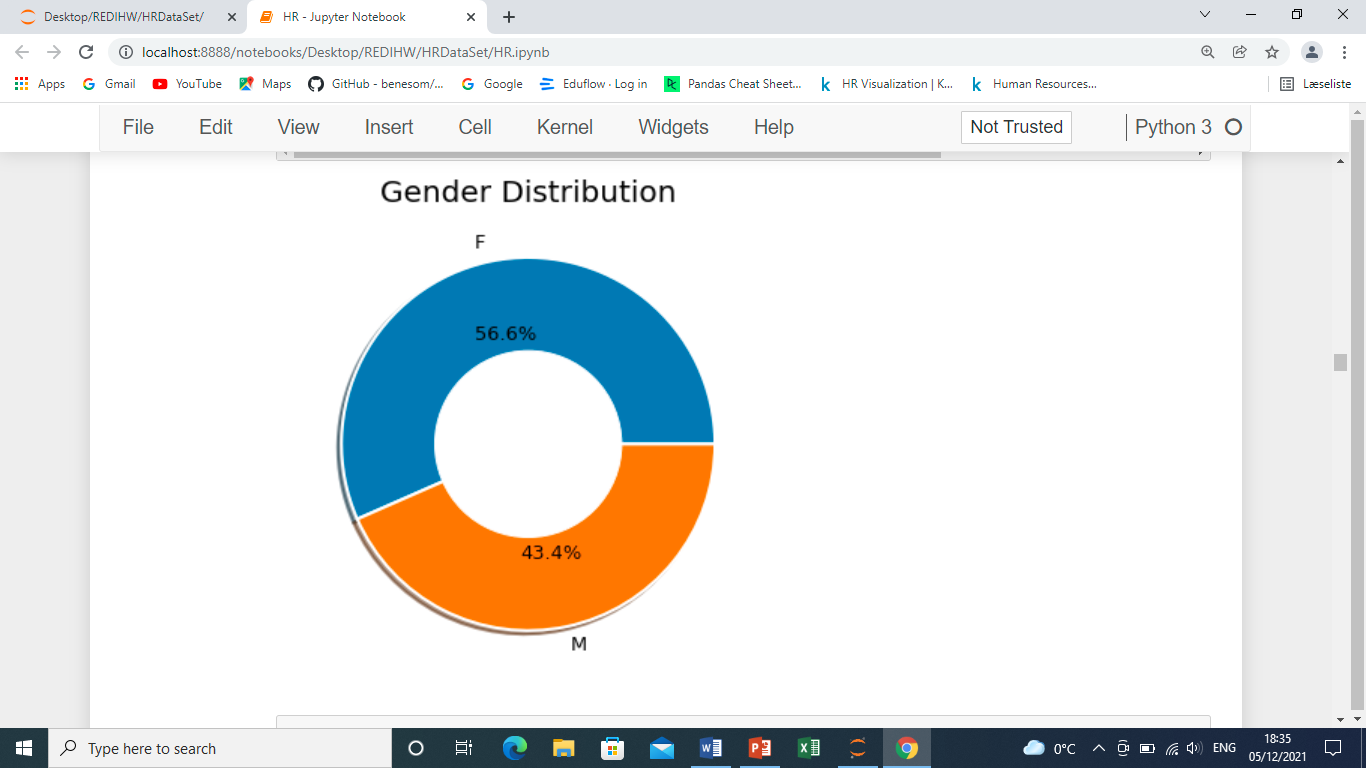 Desktop/REDIHW/HRDataSet/
HR - Jupyter Notebook
localhost:8888/notebooks/Desktop/REDIHW/HRDataSet/HR.ipynb
Apps Gmail YouTube Maps GitHub - benesom/... Google Eduflow · Log in Pandas Cheat Sheet... HR Visualization | K... Human Resources... Læseliste
File Edit View Insert Cell Kernel Widgets Help Not Trusted Python 3
Gender Distribution
F
56.6%
43.4%
M
Type here to search
0°C
ENG
18:35
05/12/2021